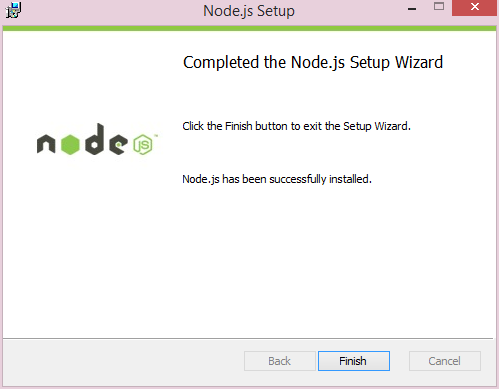 Node.js Setup
Completed the Node.js Setup Wizard
Click the Finish button to exit the Setup Wizard.
node JS™
Node.js has been successfully installed.
Back Finish Cancel